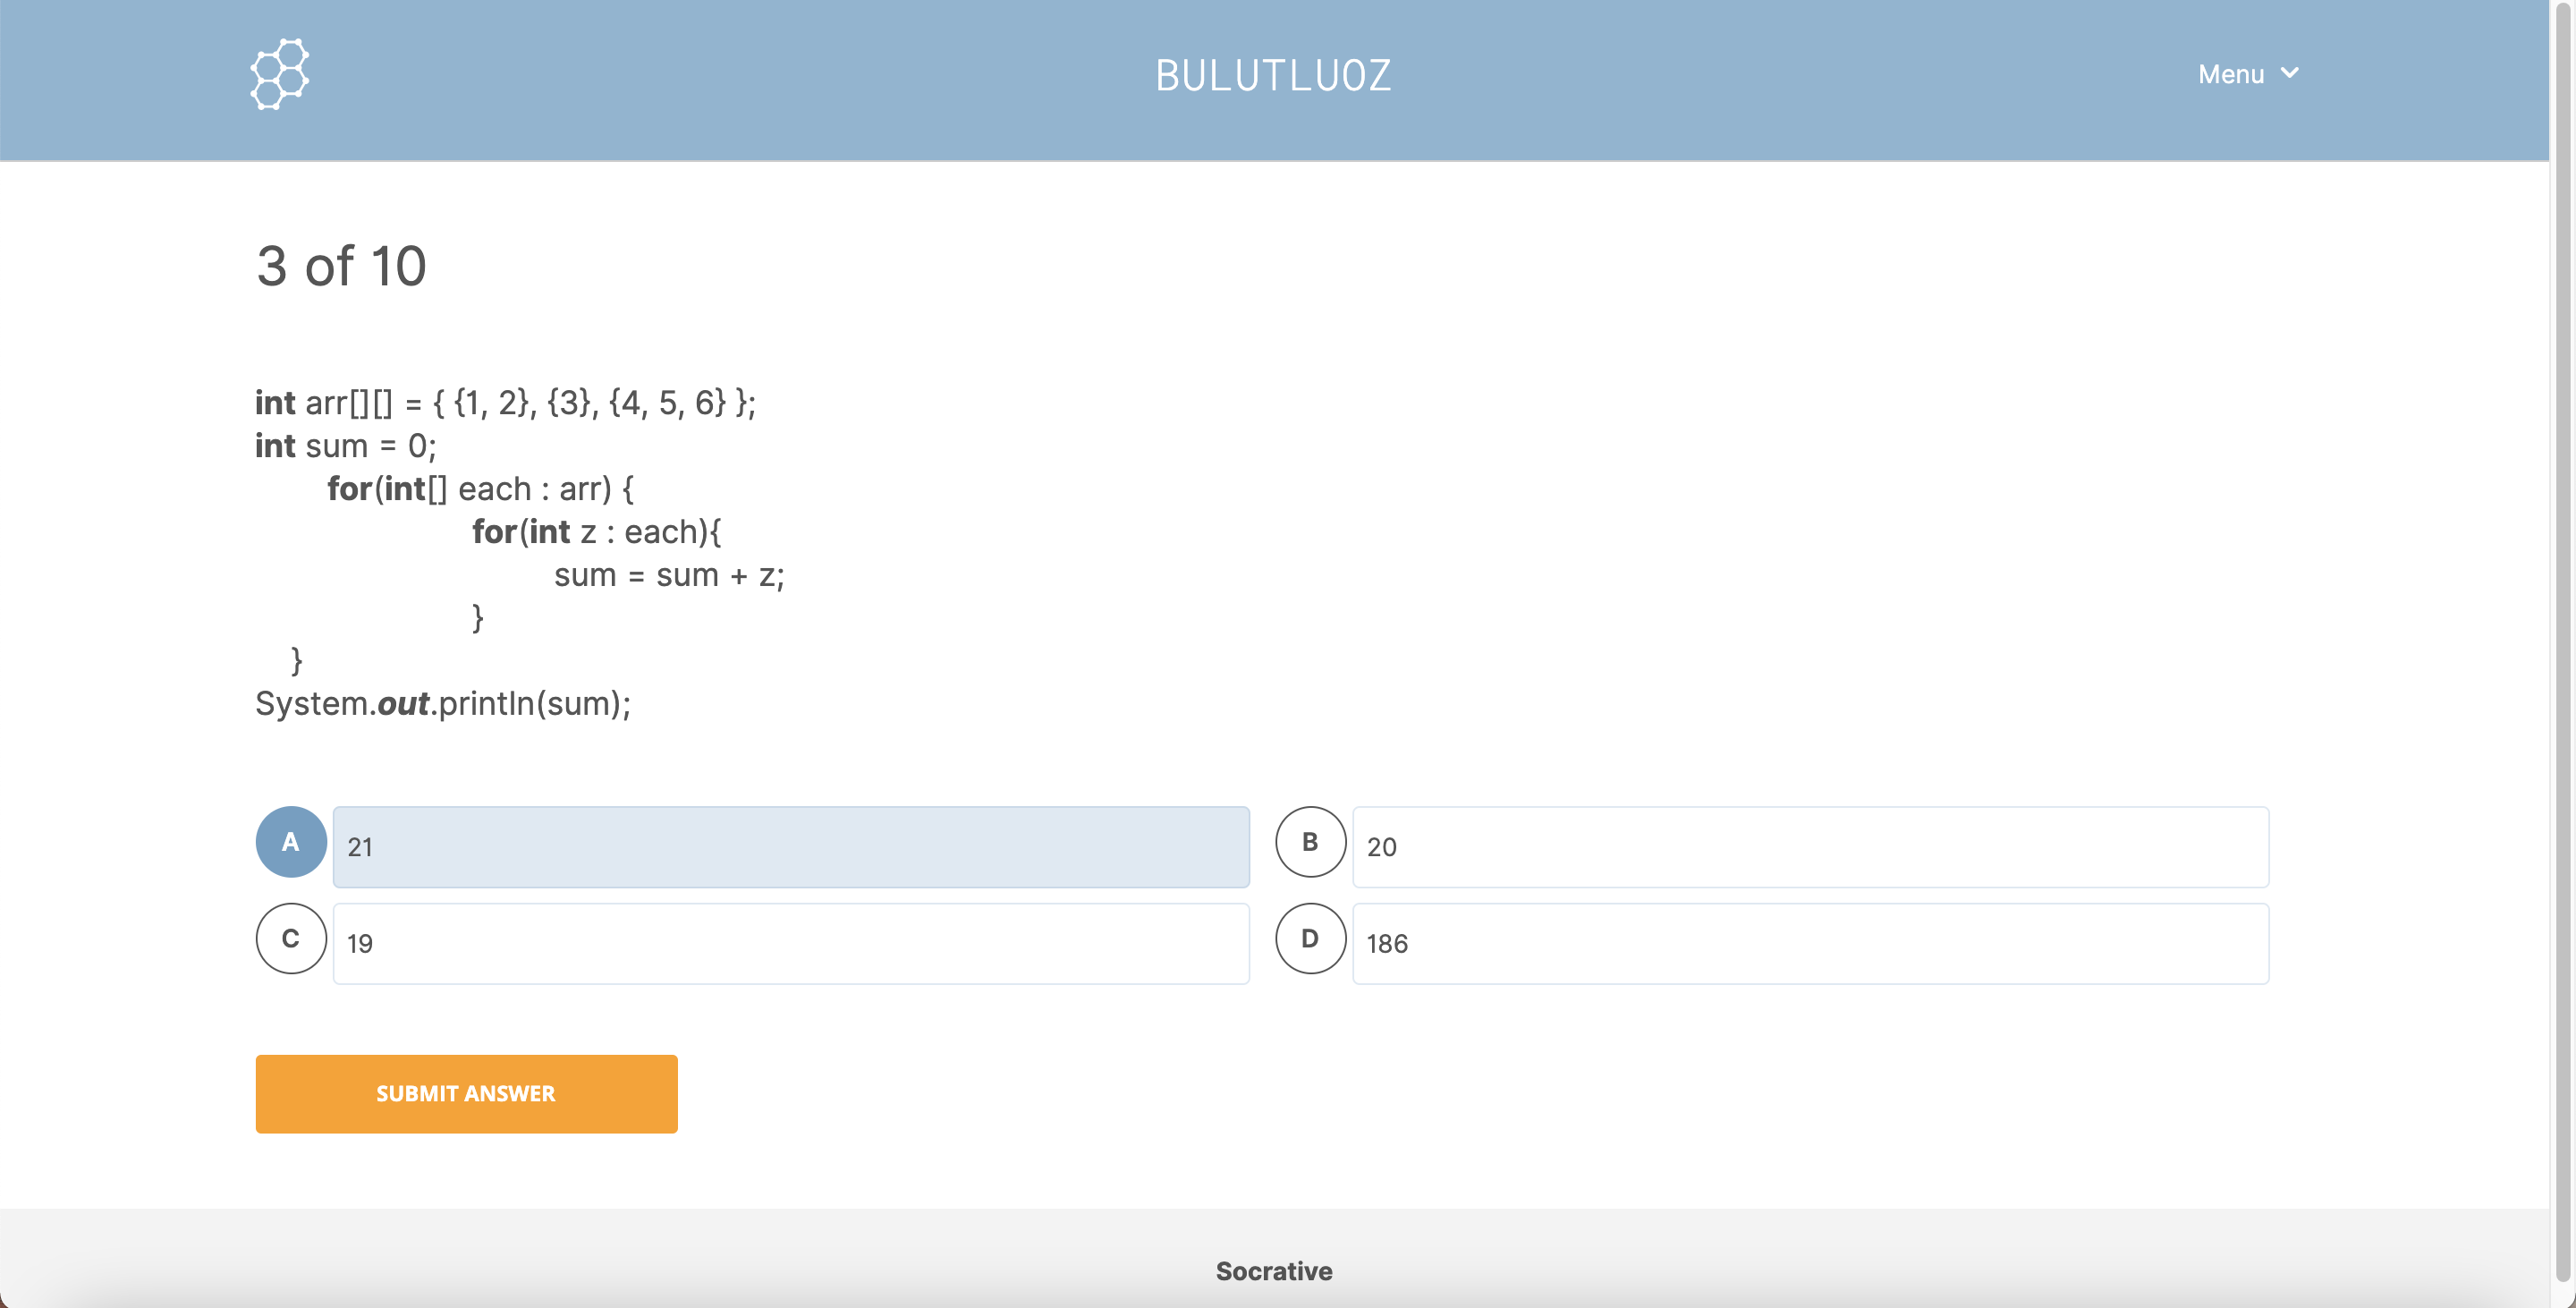 BULUTLUOZ
Menu
3 of 10
int arr[][] = { {1, 2}, {3}, {4, 5, 6} };
int sum = 0;
for(int[] each : arr) {
for(int z : each){
sum = sum + z;
}
}
System.out.println(sum);
A 21
B 20
C 19
D 186
SUBMIT ANSWER
Socrative